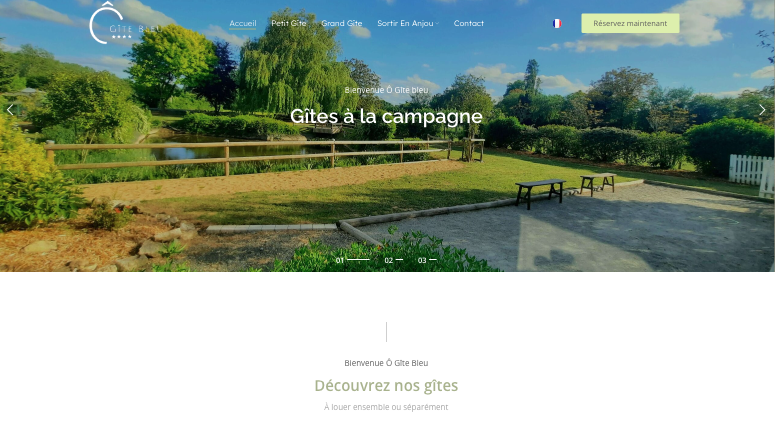 GÎTE BLEU
Accueil
Petit Gîte
Grand Gîte
Sortir En Anjou
Contact
Réservez maintenant
Bienvenue Ô Gîte bleu
Gîtes à la campagne
01
02
03
Bienvenue Ô Gîte Bleu
Découvrez nos gîtes
À louer ensemble ou séparément